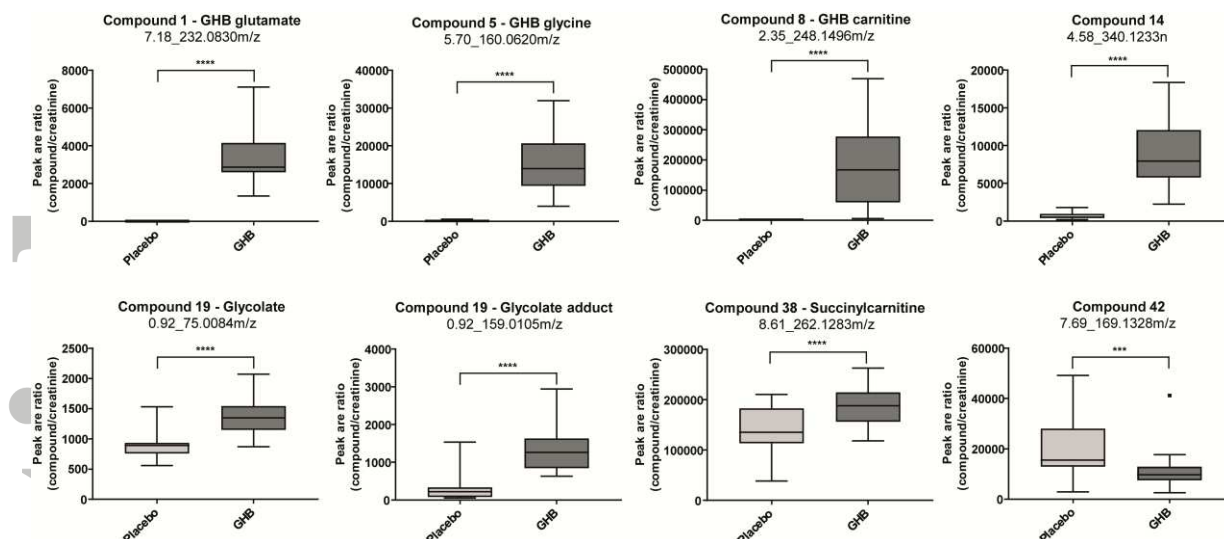 Compound 1 - GHB glutamate
7.18_232.0830m/z
Peak are ratio
(compound/creatinine)
8000
6000
4000
2000
0
****
Placebo
GHB
Compound 5 - GHB glycine
5.70_160.0620m/z
Peak are ratio
(compound/creatinine)
40000
30000
20000
10000
0
****
Placebo
GHB
Compound 8 - GHB carnitine
2.35_248.1496m/z
Peak are ratio
(compound/creatinine)
500000
400000
300000
200000
100000
0
****
Placebo
GHB
Compound 14
4.58_340.1233n
Peak are ratio
(compound/creatinine)
20000
15000
10000
5000
0
****
Placebo
GHB
Compound 19 - Glycolate
0.92_75.0084m/z
Peak are ratio
(compound/creatinine)
2500
2000
1500
1000
500
0
****
Placebo
GHB
Compound 19 - Glycolate adduct
0.92_159.0105m/z
Peak are ratio
(compound/creatinine)
4000
3000
2000
1000
0
****
Placebo
GHB
Compound 38 - Succinylcarnitine
8.61_262.1283m/z
Peak are ratio
(compound/creatinine)
300000
200000
100000
0
****
Placebo
GHB
Compound 42
7.69_169.1328m/z
Peak are ratio
(compound/creatinine)
60000
40000
20000
0
***
Placebo
GHB